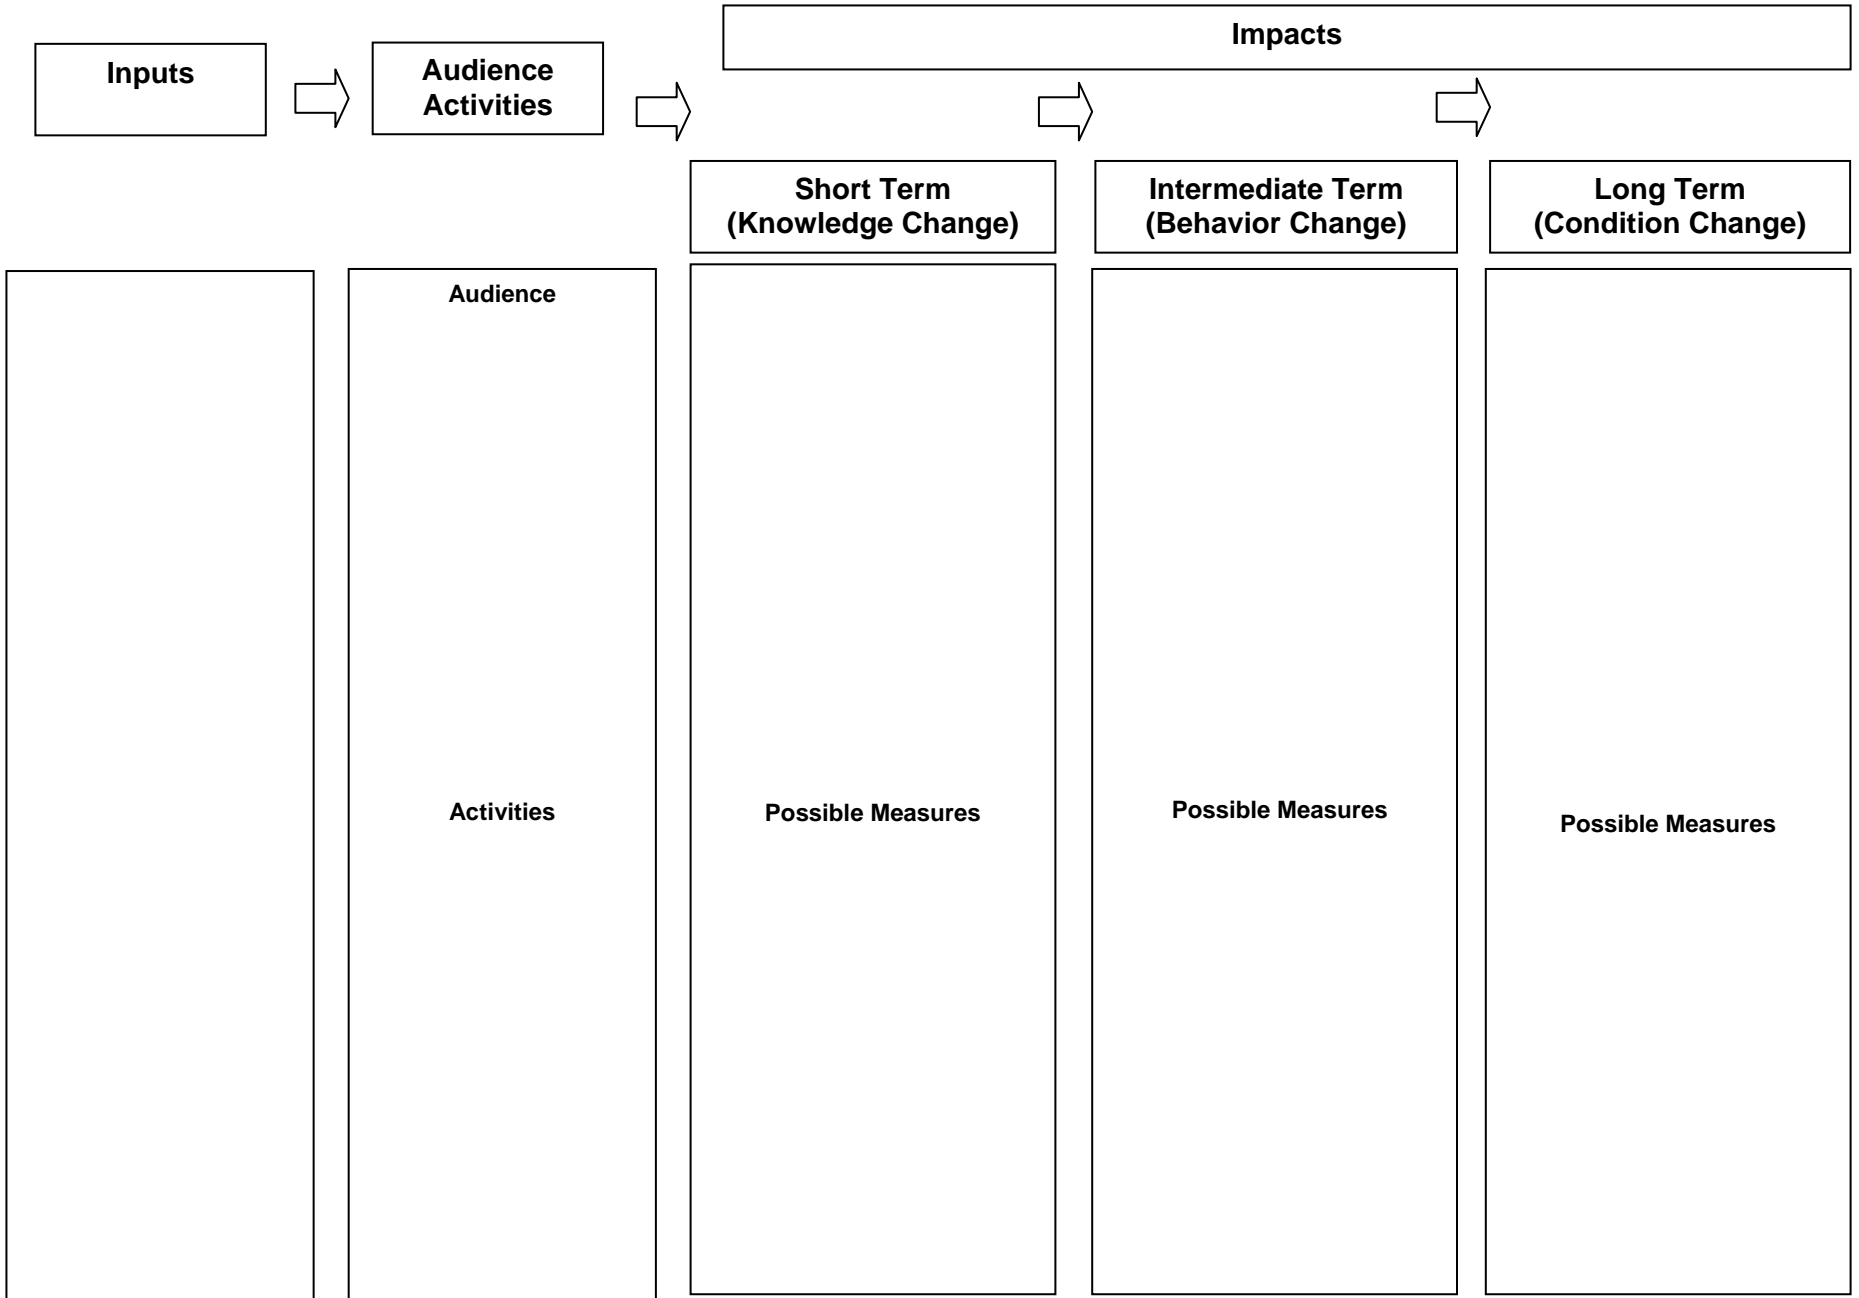 Impacts
Inputs
Audience
Activities
Short Term
(Knowledge Change)
Intermediate Term
(Behavior Change)
Long Term
(Condition Change)
Audience
Activities
Possible Measures
Possible Measures
Possible Measures